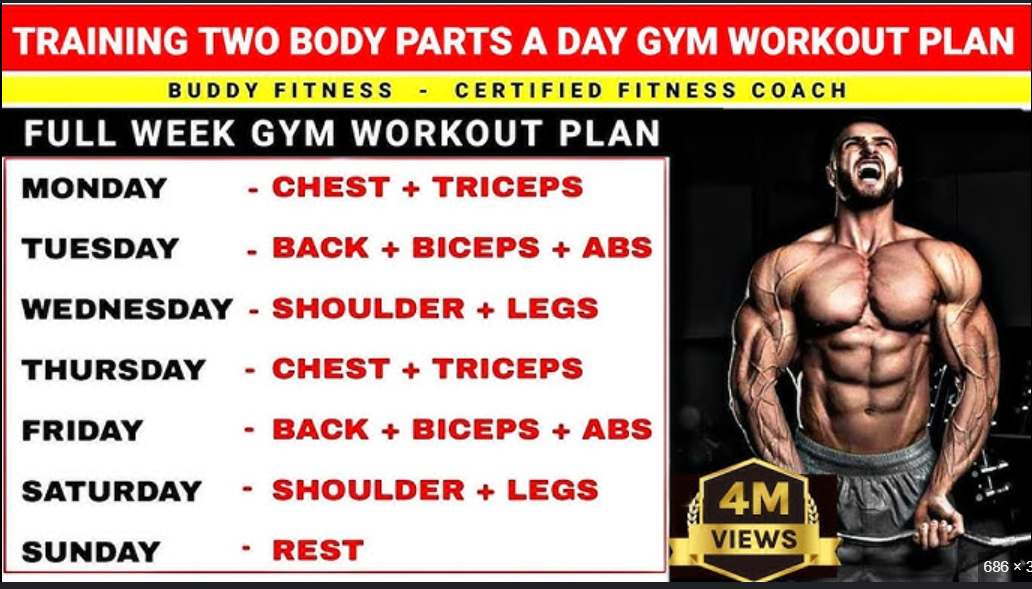 TRAINING TWO BODY PARTS A DAY GYM WORKOUT PLAN
BUDDY FITNESS - CERTIFIED FITNESS COACH
FULL WEEK GYM WORKOUT PLAN
MONDAY - CHEST + TRICEPS
TUESDAY - BACK + BICEPS + ABS
WEDNESDAY - SHOULDER + LEGS
THURSDAY - CHEST + TRICEPS
FRIDAY - BACK + BICEPS + ABS
SATURDAY - SHOULDER + LEGS
SUNDAY - REST
4M
VIEWS
686 ×